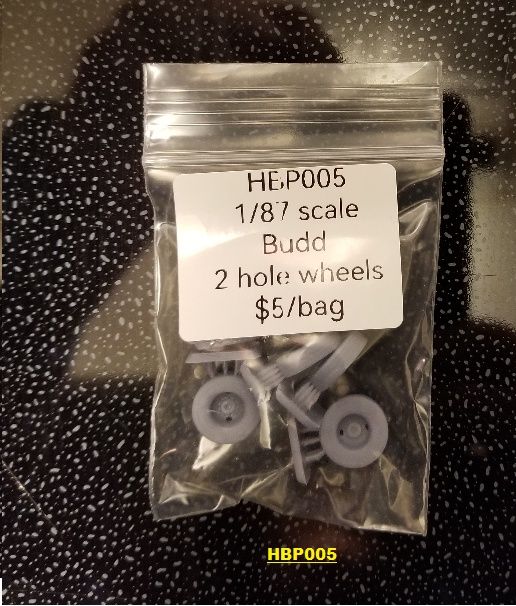 HBP005
1/87 scale
Budd
2 hole wheels
$5/bag
HBP005